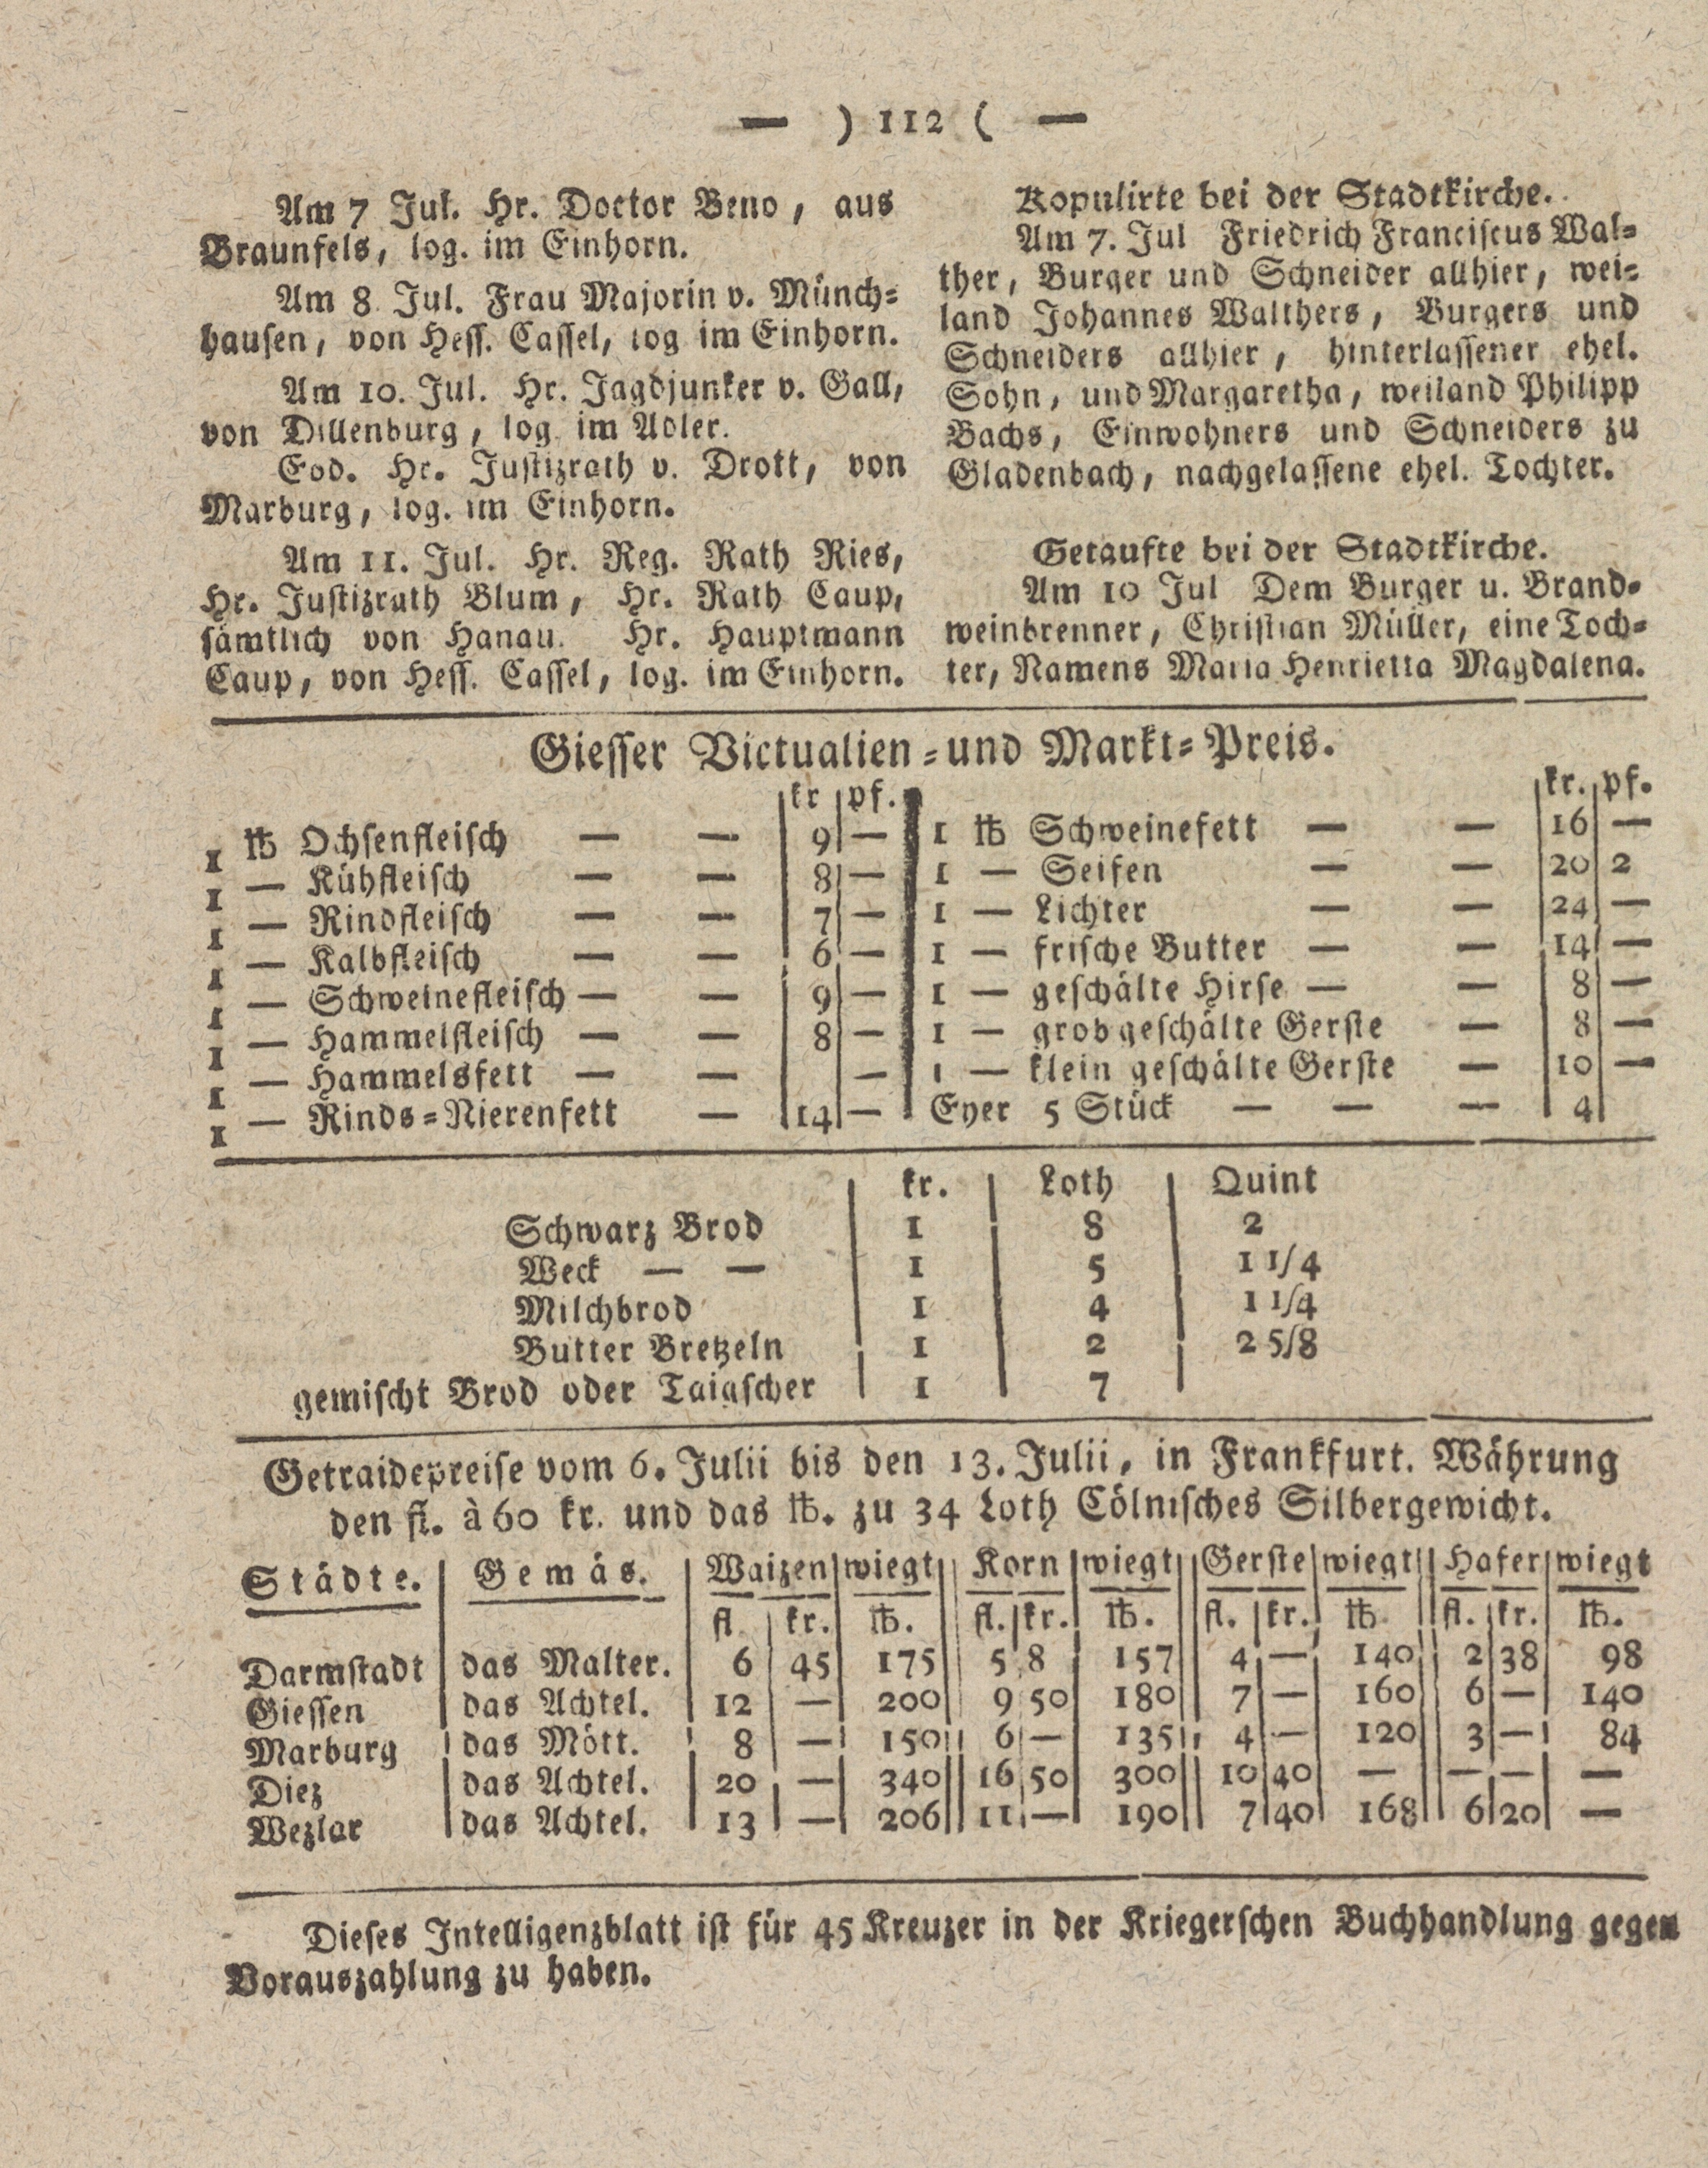 — ) 112 ( —
Am 7 Jul. Hr. Doctor Beno, aus
Braunfels, log. im Einhorn.
Am 8 Jul. Frau Majorin v. Münch-
hausen, von Hess. Cassel, log im Einhorn.
Am 10. Jul. Hr. Jagdjunker v. Gall,
von Dillenburg, log. im Adler.
Eod. Hr. Justizrath v. Drott, von
Marburg, log. im Einhorn.
Am 11. Jul. Hr. Reg. Rath Ries,
Hr. Justizrath Blum, Hr. Rath Caup,
sämtlich von Hanau. Hr. Hauptmann
Caup, von Hess. Cassel, log. im Einhorn.
Kopulirte bei der Stadtkirche.
Am 7. Jul Friedrich Franciscus Wal-
ther, Burger und Schneider allhier, wei-
land Johannes Walthers, Burgers und
Schneiders allhier, hinterlassener ehel.
Sohn, und Margaretha, weiland Philipp
Bachs, Einwohners und Schneiders zu
Gladenbach, nachgelassene ehel. Tochter.
Getaufte bei der Stadtkirche.
Am 10 Jul Dem Burger u. Brand-
weinbrenner, Christian Müller, eine Toch-
ter, Namens Maria Henrietta Magdalena.
Giesser Victualien-und Markt-Preis.
kr pf.
1 ℔ Ochsenfleisch — — 9 —
1 — Kühfleisch — — 8 —
1 — Rindfleisch — — 7 —
1 — Kalbfleisch — — 6 —
1 — Schweinefleisch — — 9 —
1 — Hammelfleisch — — 8 —
1 — Hammelsfett — — —
1 — Rinds-Nierenfett — 14 —
kr. pf.
1 ℔ Schweinefett — — 16 —
1 — Seifen — — 20 2
1 — Lichter — — 24 —
1 — frische Butter — — 14 —
1 — geschälte Hirse — — 8 —
1 — grob geschälte Gerste — 8 —
1 — klein geschälte Gerste — 10 —
Eyer 5 Stück — — — 4
kr. Loth Quint
Schwarz Brod 1 8 2
Weck — — 1 5 1 1/4
Milchbrod 1 4 1 1/4
Butter Bretzeln 1 2 2 5/8
gemischt Brod oder Taigscher 1 7
Getraidepreise vom 6. Julii bis den 13. Julii, in Frankfurt. Währung
den fl. à 60 kr. und das ℔. zu 34 Loth Cölnisches Silbergewicht.
Städte. Gemäs. Waizen wiegt Korn wiegt Gerste wiegt Hafer wiegt
fl. kr. ℔. fl. kr. ℔. fl. kr. ℔ fl. kr. ℔.
Darmstadt das Malter. 6 45 175 5 8 157 4 — 140 2 38 98
Giessen das Achtel. 12 — 200 9 50 180 7 — 160 6 — 140
Marburg das Mött. 8 — 150 6 — 135 4 — 120 3 — 84
Diez das Achtel. 20 — 340 16 50 300 10 40 — — — —
Wezlar das Achtel. 13 — 206 11 — 190 7 40 168 6 20 —
Dieses Intelligenzblatt ist für 45 Kreuzer in der Kriegerschen Buchhandlung gegen
Vorauszahlung zu haben.